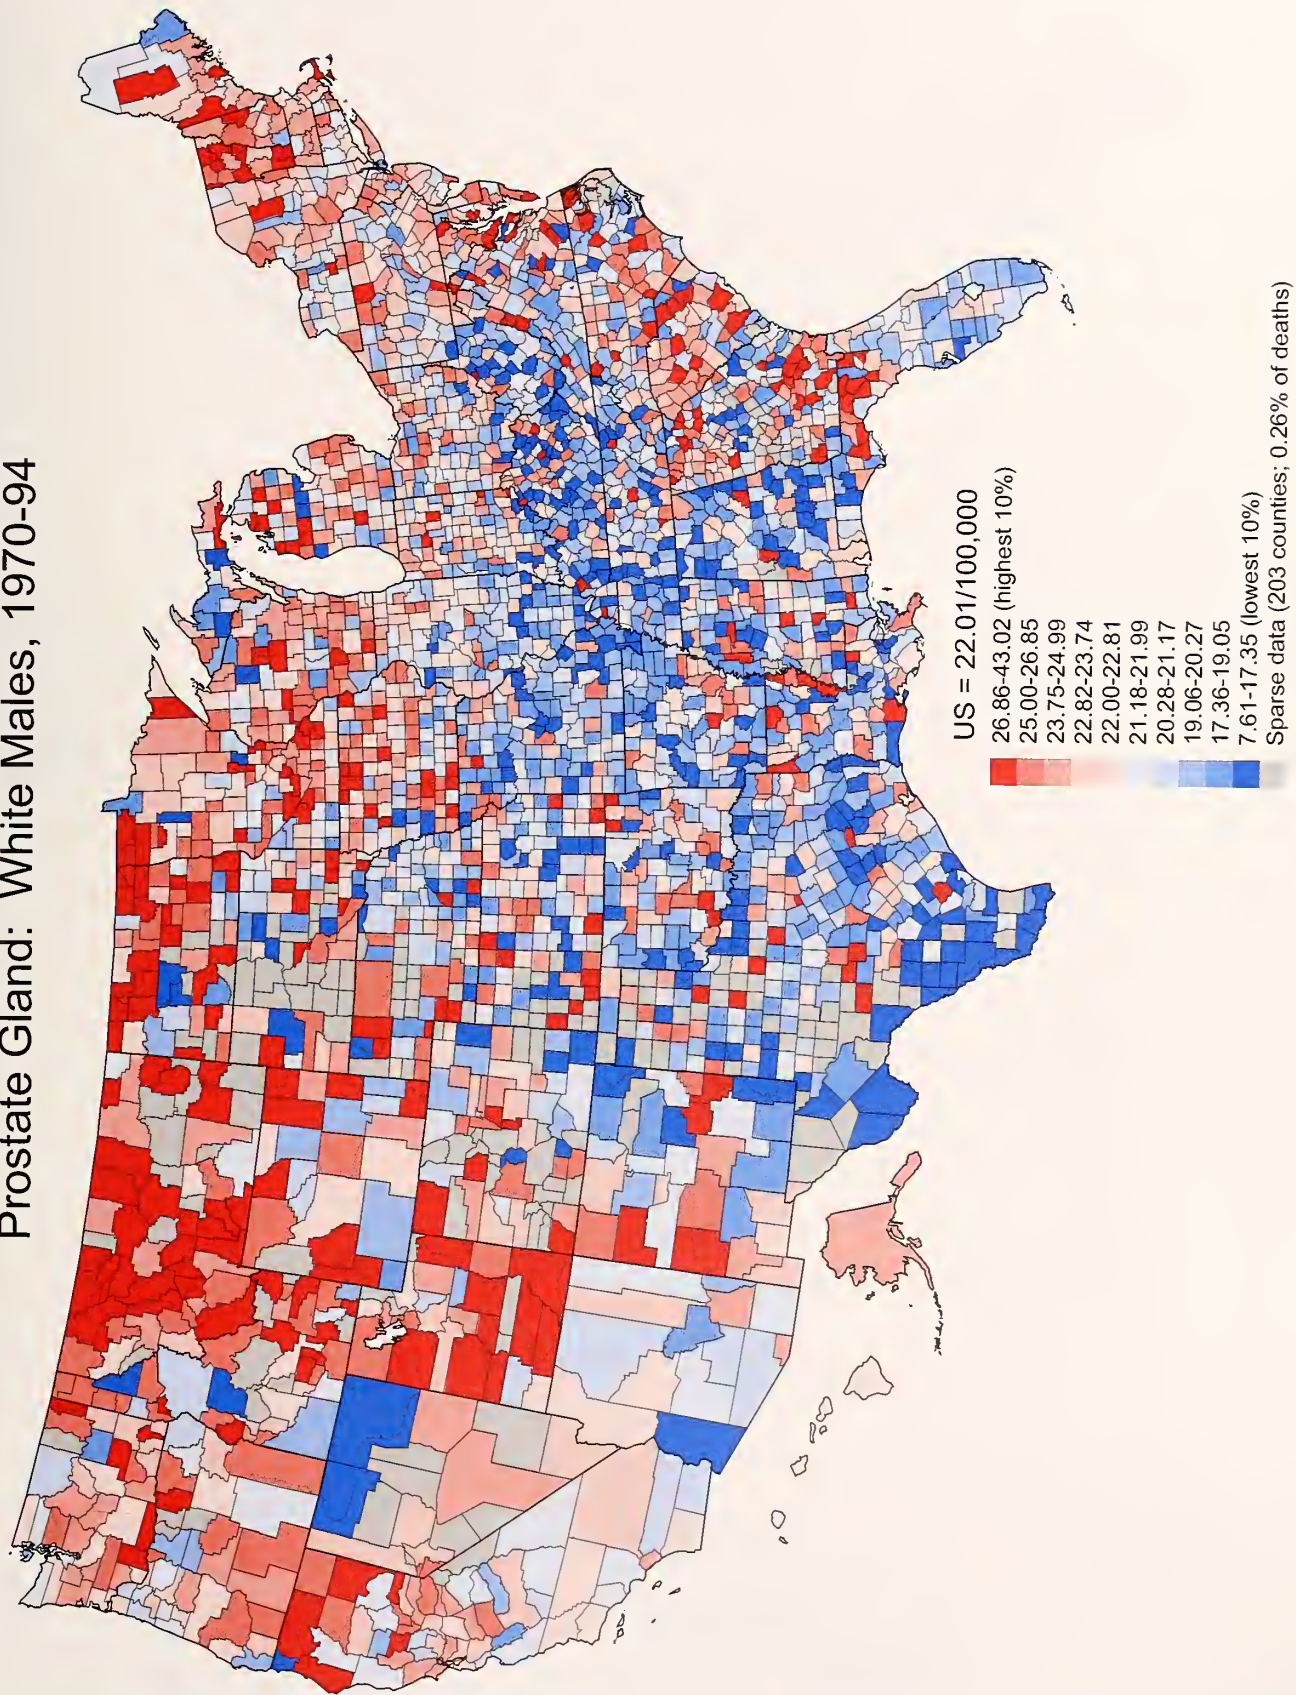 Prostate Gland: White Males, 1970-94
US = 22.01/100,000
26.86-43.02 (highest 10%)
25.00-26.85
23.75-24.99
22.82-23.74
22.00-22.81
21.18-21.99
20.28-21.17
19.06-20.27
17.36-19.05
7.61-17.35 (lowest 10%)
Sparse data (203 counties; 0.26% of deaths)